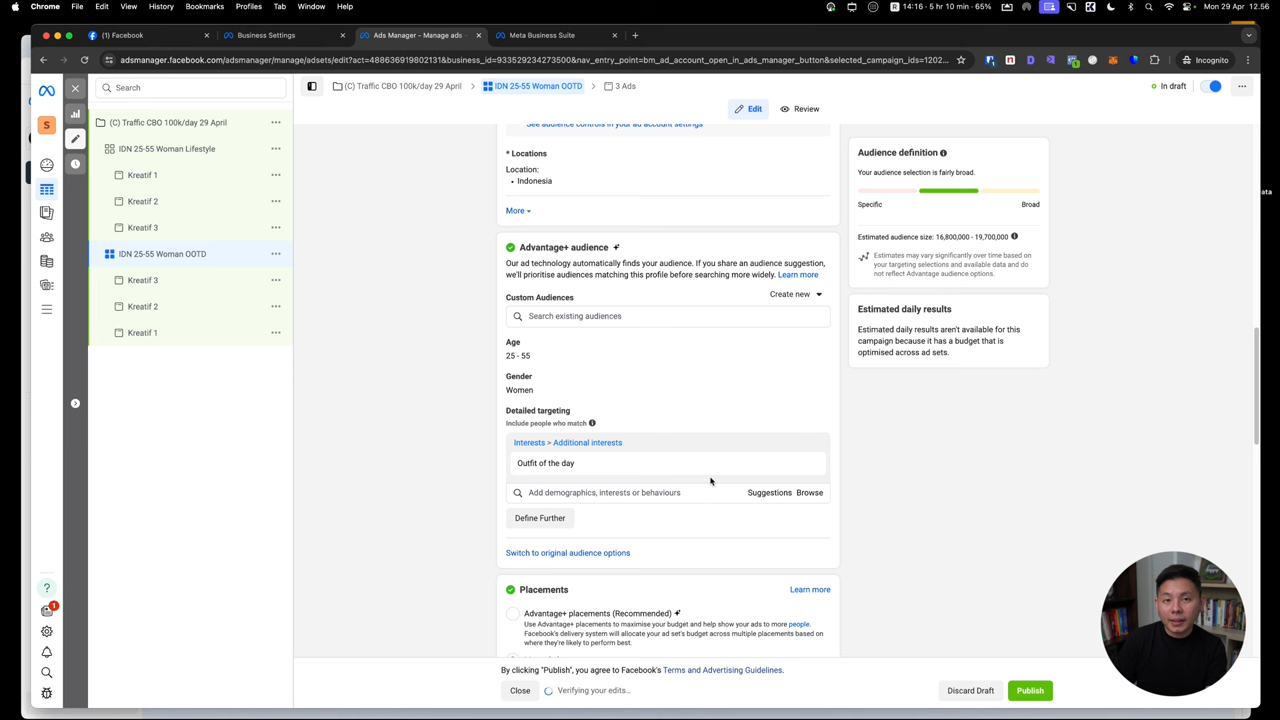 Chrome File Edit View History Bookmarks Profiles Tab Window Help
14:16 - 5 hr 10 min 65%
Mon 29 Apr 12.56
(1) Facebook
Business Settings
Ads Manager - Manage ads -
Meta Business Suite
adsmanager.facebook.com/adsmanager/manage/adsets/edit?act=488636919802131&business_id=933529234273500&nav_entry_point=bm_ad_account_open_in_ads_manager_button&selected_campaign_ids=1202...
Incognito
Search
(C) Traffic CBO 100k/day 29 April
IDN 25-55 Woman OOTD
3 Ads
In draft
Edit
Review
(C) Traffic CBO 100k/day 29 April
IDN 25-55 Woman Lifestyle
Kreatif 1
Kreatif 2
Kreatif 3
IDN 25-55 Woman OOTD
Kreatif 3
Kreatif 2
Kreatif 1
See audience controls in your ad account settings
* Locations
Location:
• Indonesia
More
Advantage+ audience
Our ad technology automatically finds your audience. If you share an audience suggestion,
we'll prioritise audiences matching this profile before searching more widely. Learn more
Custom Audiences
Create new
Search existing audiences
Age
25 - 55
Gender
Women
Detailed targeting
Include people who match
Interests > Additional interests
Outfit of the day
Add demographics, interests or behaviours
Suggestions
Browse
Define Further
Switch to original audience options
Placements
Learn more
Advantage+ placements (Recommended)
Use Advantage+ placements to maximise your budget and help show your ads to more people.
Facebook's delivery system will allocate your ad set's budget across multiple placements based on
where they're likely to perform best.
Audience definition
Your audience selection is fairly broad.
Specific
Broad
Estimated audience size: 16,800,000 - 19,700,000
Estimates may vary significantly over time based on
your targeting selections and available data and do
not reflect Advantage audience options.
Estimated daily results
Estimated daily results aren't available for this
campaign because it has a budget that is
optimised across ad sets.
By clicking "Publish", you agree to Facebook's Terms and Advertising Guidelines.
Close
Verifying your edits...
Discard Draft
Publish
S
1
ata